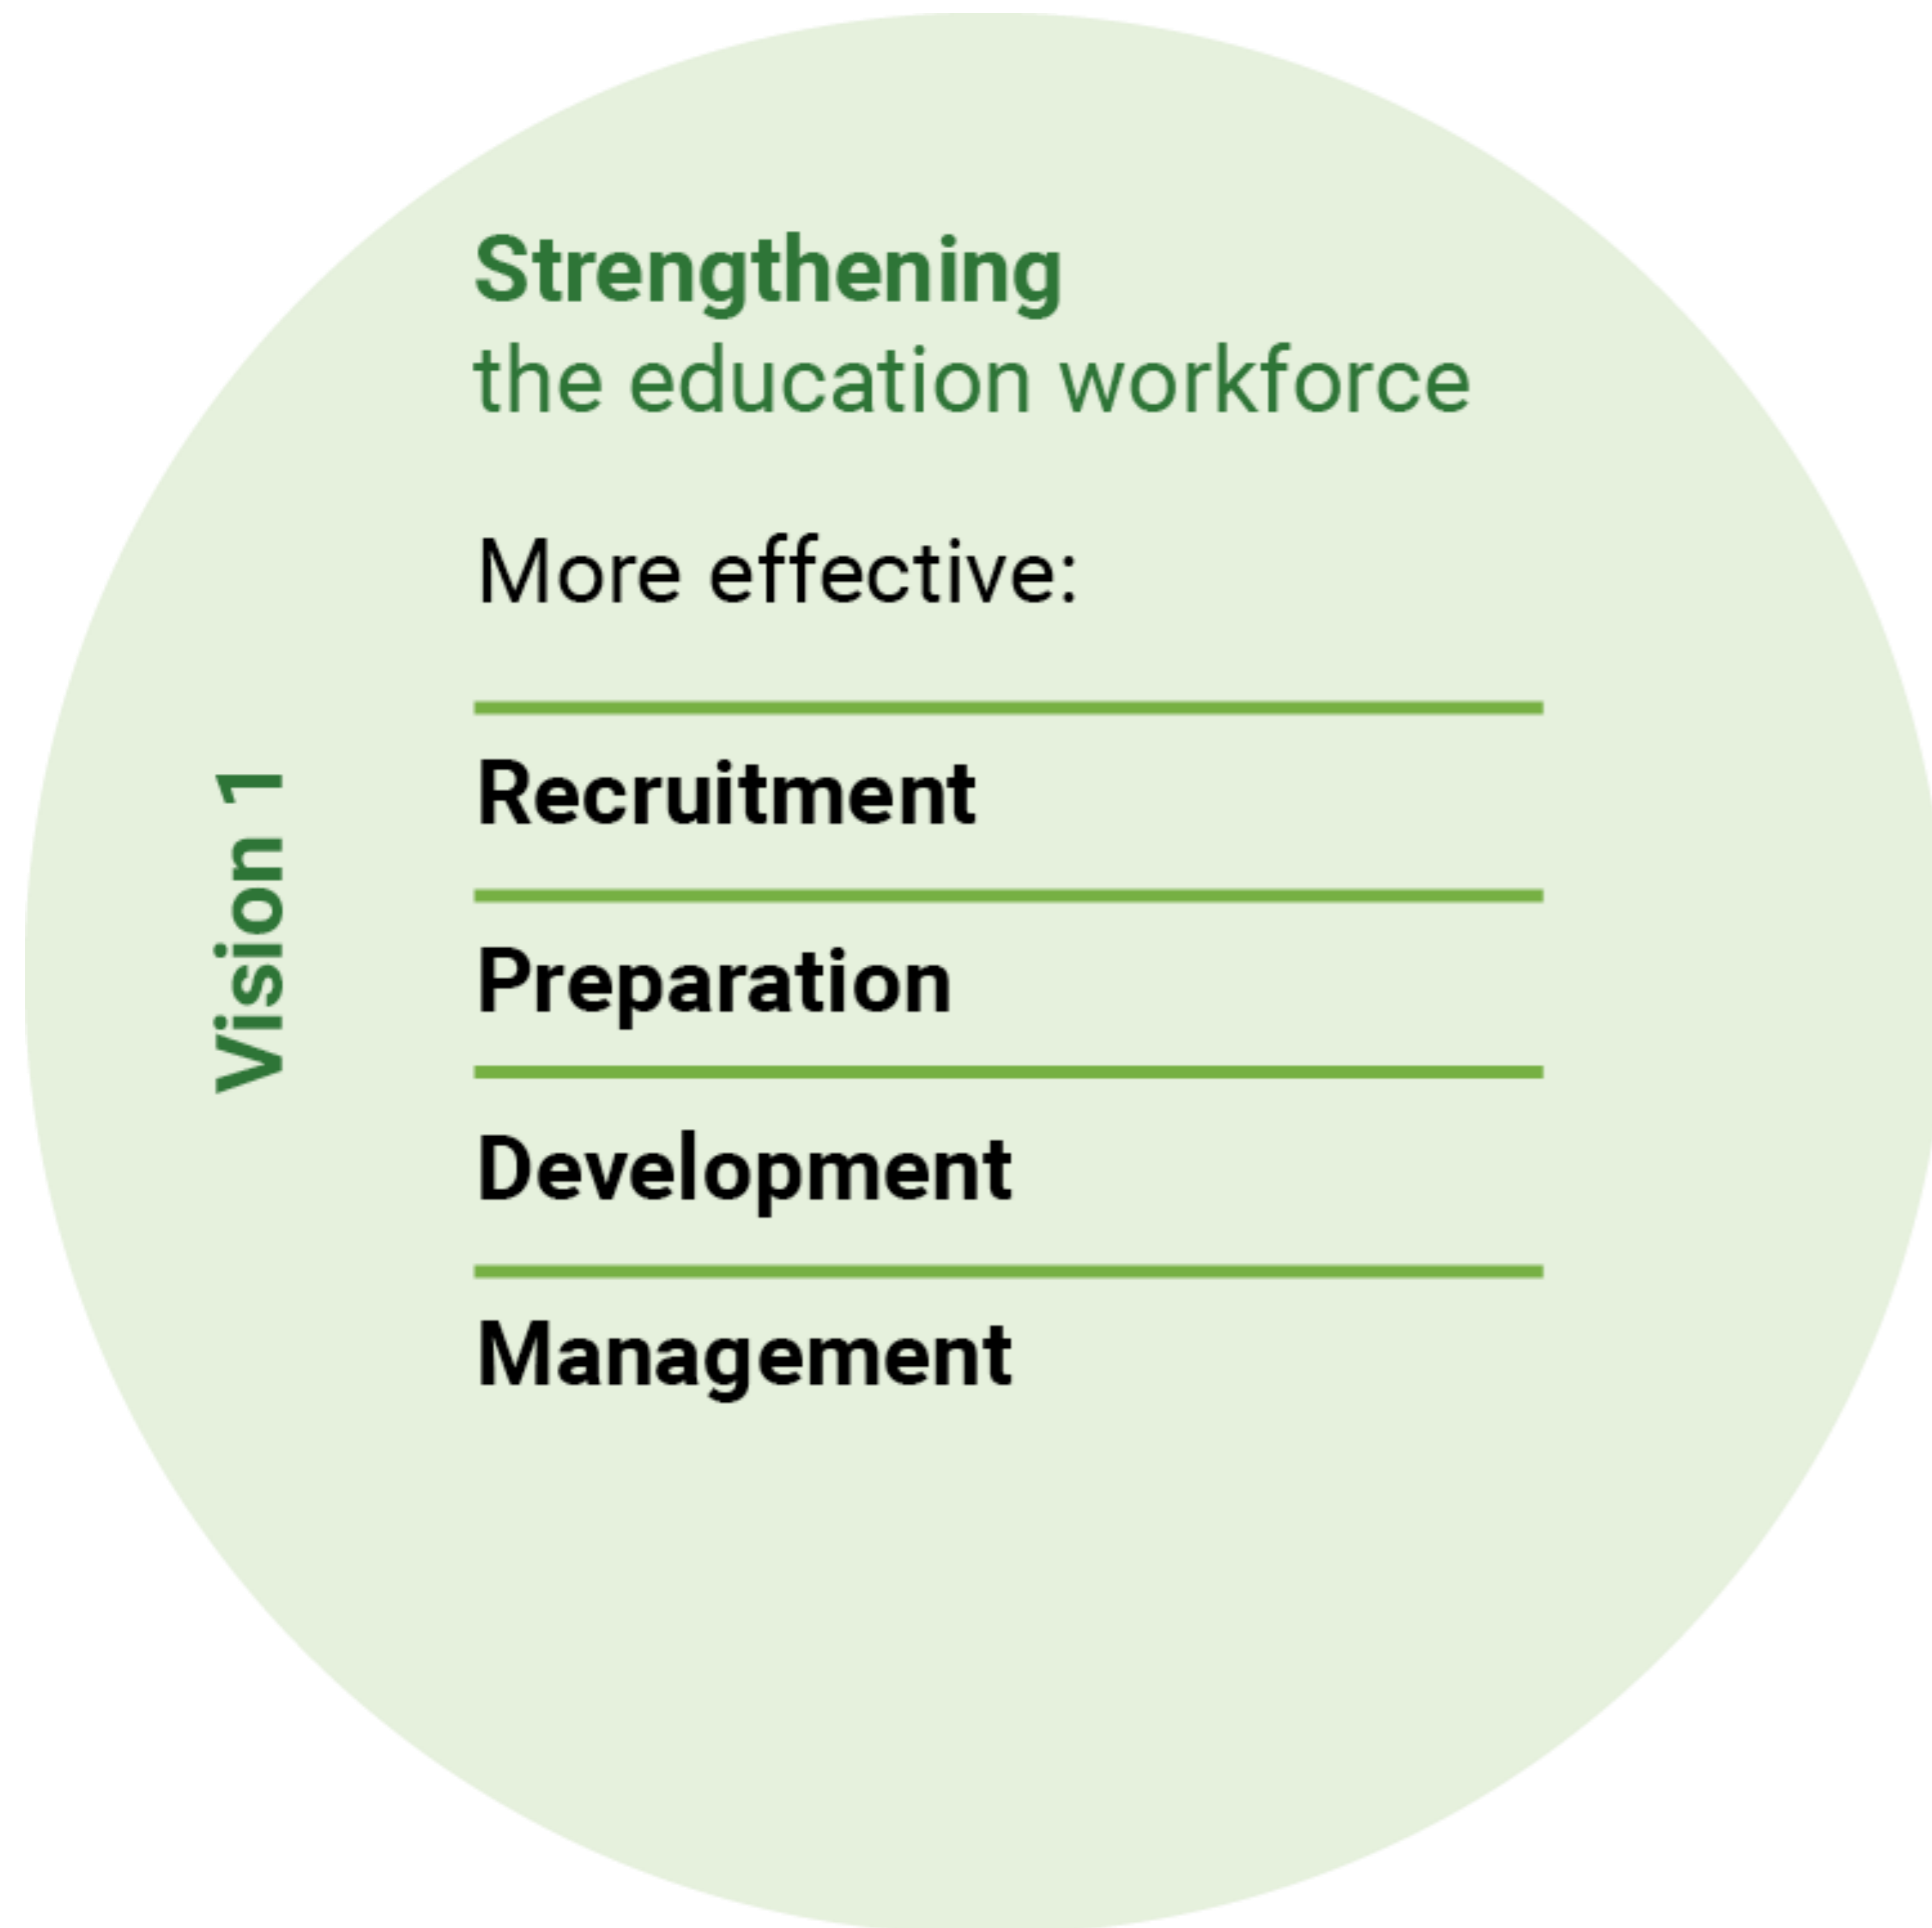 Vision 1
Strengthening
the education workforce
More effective:
Recruitment
Preparation
Development
Management